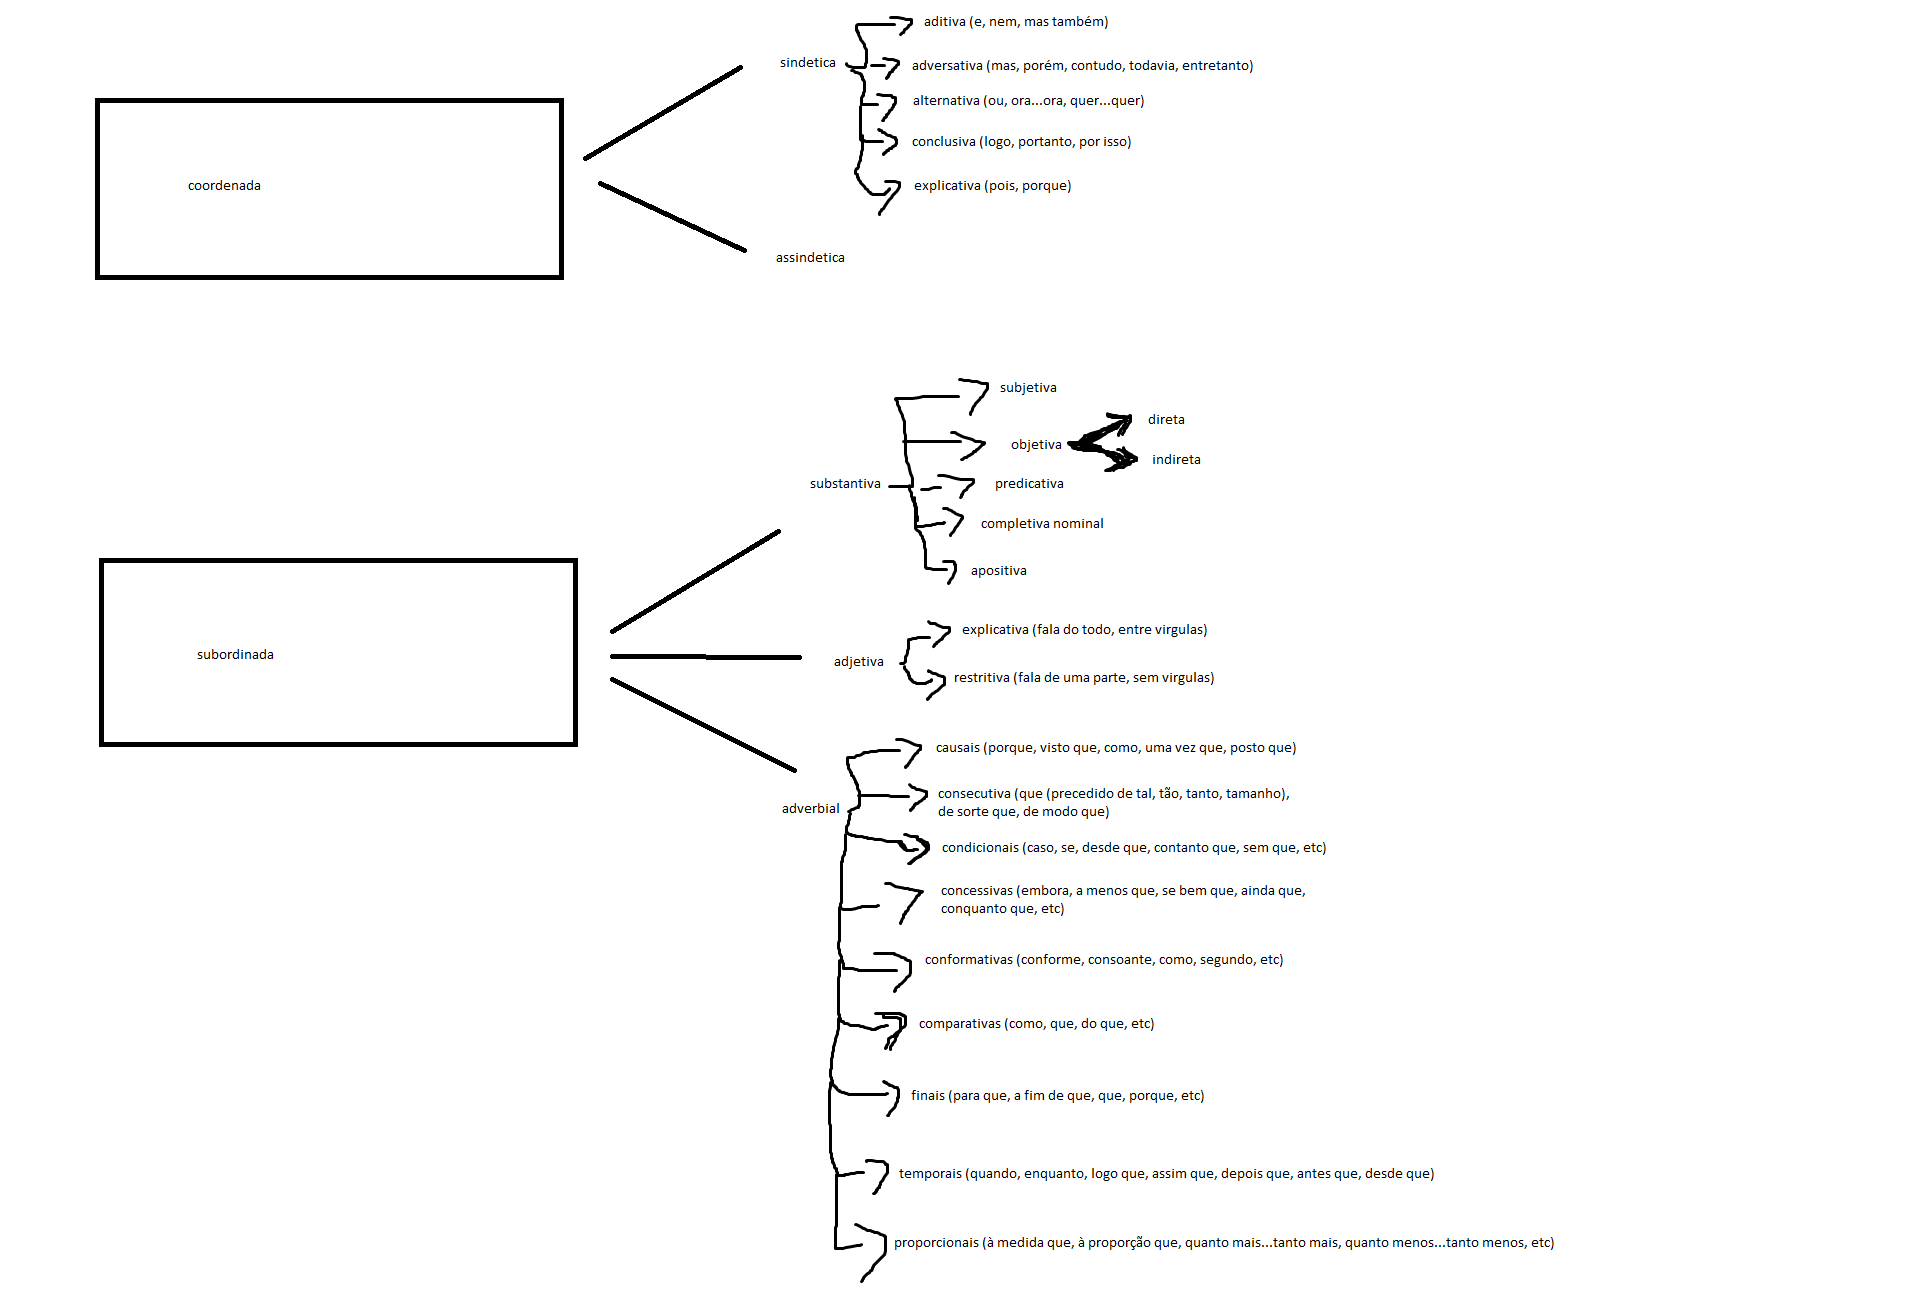 aditiva (e, nem, mas também)
sindetica
adversativa (mas, porém, contudo, todavia, entretanto)
alternativa (ou, ora...ora, quer...quer)
conclusiva (logo, portanto, por isso)
coordenada
explicativa (pois, porque)
assindetica
subjetiva
direta
objetiva
indireta
substantiva
predicativa
completiva nominal
apositiva
explicativa (fala do todo, entre virgulas)
subordinada
adjetiva
restritiva (fala de uma parte, sem virgulas)
causais (porque, visto que, como, uma vez que, posto que)
adverbial
consecutiva (que (precedido de tal, tão, tanto, tamanho),
de sorte que, de modo que)
condicionais (caso, se, desde que, contanto que, sem que, etc)
concessivas (embora, a menos que, se bem que, ainda que,
conquanto que, etc)
conformativas (conforme, consoante, como, segundo, etc)
comparativas (como, que, do que, etc)
finais (para que, a fim de que, que, porque, etc)
temporais (quando, enquanto, logo que, assim que, depois que, antes que, desde que)
proporcionais (à medida que, à proporção que, quanto mais...tanto mais, quanto menos...tanto menos, etc)